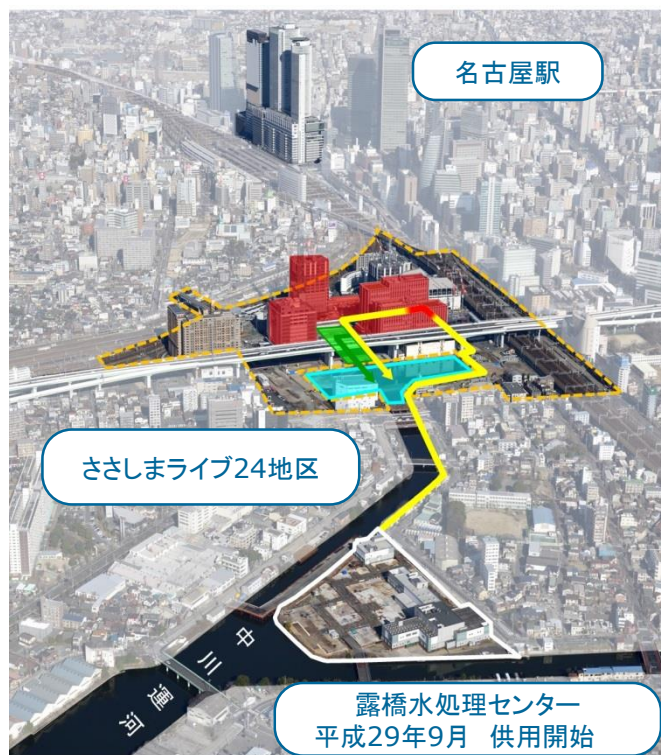 名古屋駅
ささしまライブ24地区
中川運河
露橋水処理センター
平成29年9月 供用開始